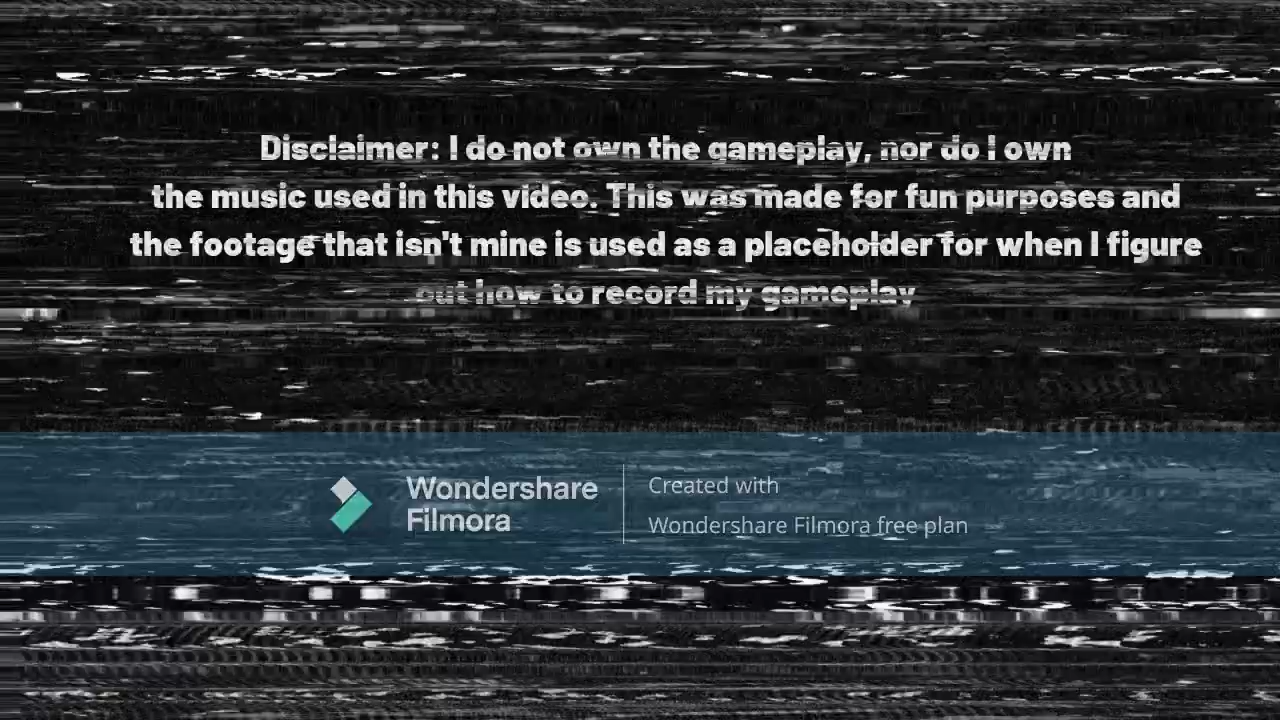 Disclaimer: I do not own the gameplay, nor do I own
the music used in this video. This was made for fun purposes and
the footage that isn't mine is used as a placeholder for when I figure
out how to record my gameplay
Wondershare
Filmora
Created with
Wondershare Filmora free plan